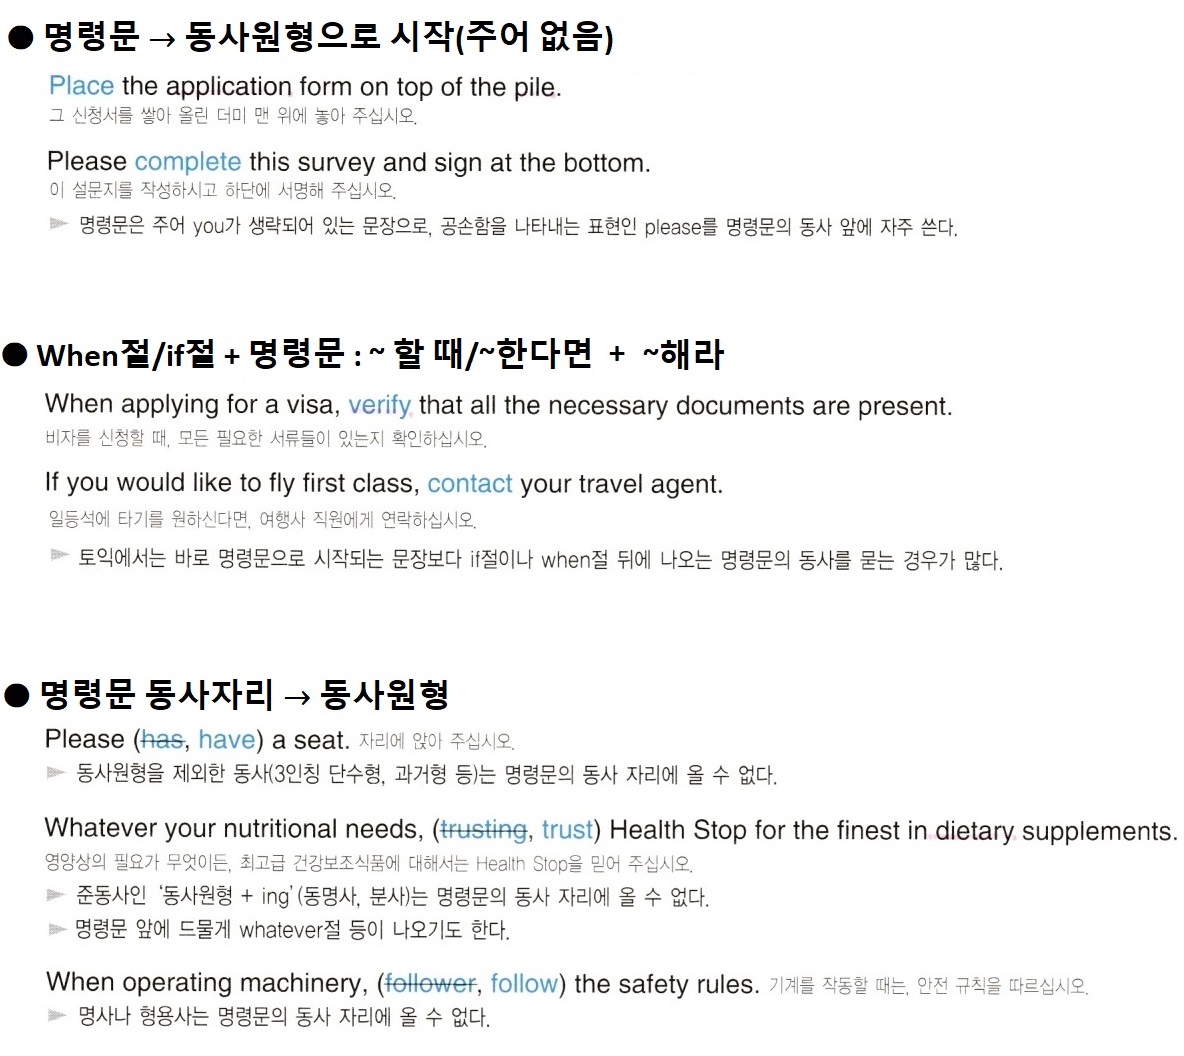 ● 명령문 → 동사원형으로 시작(주어 없음)
Place the application form on top of the pile.
그 신청서를 쌓아 올린 더미 맨 위에 놓아 주십시오.
Please complete this survey and sign at the bottom.
이 설문지를 작성하시고 하단에 서명해 주십시오.
▶ 명령문은 주어 you가 생략되어 있는 문장으로, 공손함을 나타내는 표현인 please를 명령문의 동사 앞에 자주 쓴다.
● When절/if절 + 명령문 : ~ 할 때/~한다면 + ~해라
When applying for a visa, verify that all the necessary documents are present.
비자를 신청할 때, 모든 필요한 서류들이 있는지 확인하십시오.
If you would like to fly first class, contact your travel agent.
일등석에 타기를 원하신다면, 여행사 직원에게 연락하십시오.
▶ 토익에서는 바로 명령문으로 시작되는 문장보다 if절이나 when절 뒤에 나오는 명령문의 동사를 묻는 경우가 많다.
● 명령문 동사자리 → 동사원형
Please (has, have) a seat. 자리에 앉아 주십시오.
▶ 동사원형을 제외한 동사(3인칭 단수형, 과거형 등)는 명령문의 동사 자리에 올 수 없다.
Whatever your nutritional needs, (trusting, trust) Health Stop for the finest in dietary supplements.
영양상의 필요가 무엇이든, 최고급 건강보조식품에 대해서는 Health Stop을 믿어 주십시오.
▶ 준동사인 ‘동사원형 + ing’(동명사, 분사)는 명령문의 동사 자리에 올 수 없다.
▶ 명령문 앞에 드물게 whatever절 등이 나오기도 한다.
When operating machinery, (follower, follow) the safety rules. 기계를 작동할 때는, 안전 규칙을 따르십시오.
▶ 명사나 형용사는 명령문의 동사 자리에 올 수 없다.